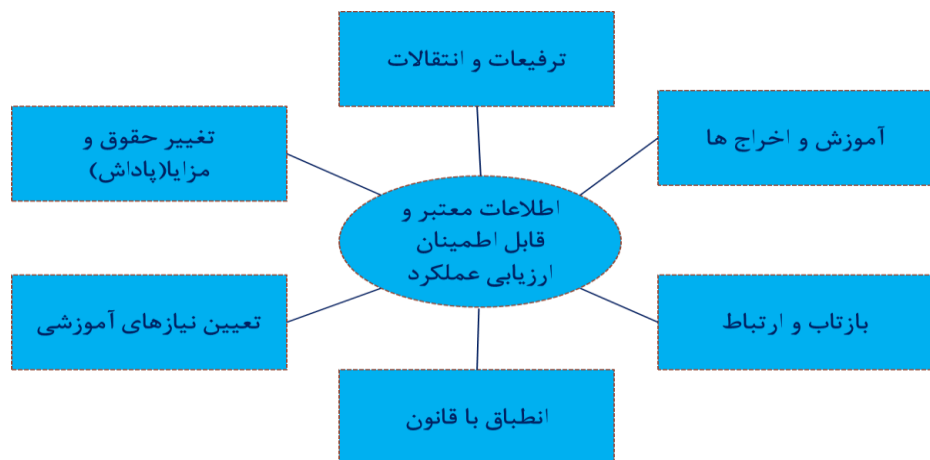 ترفیعات و انتقالات
آموزش و اخراج ها
تغییر حقوق و
مزایا(پاداش)
اطلاعات معتبر و
قابل اطمینان
ارزیابی عملکرد
بازتاب و ارتباط
تعیین نیازهای آموزشی
انطباق با قانون